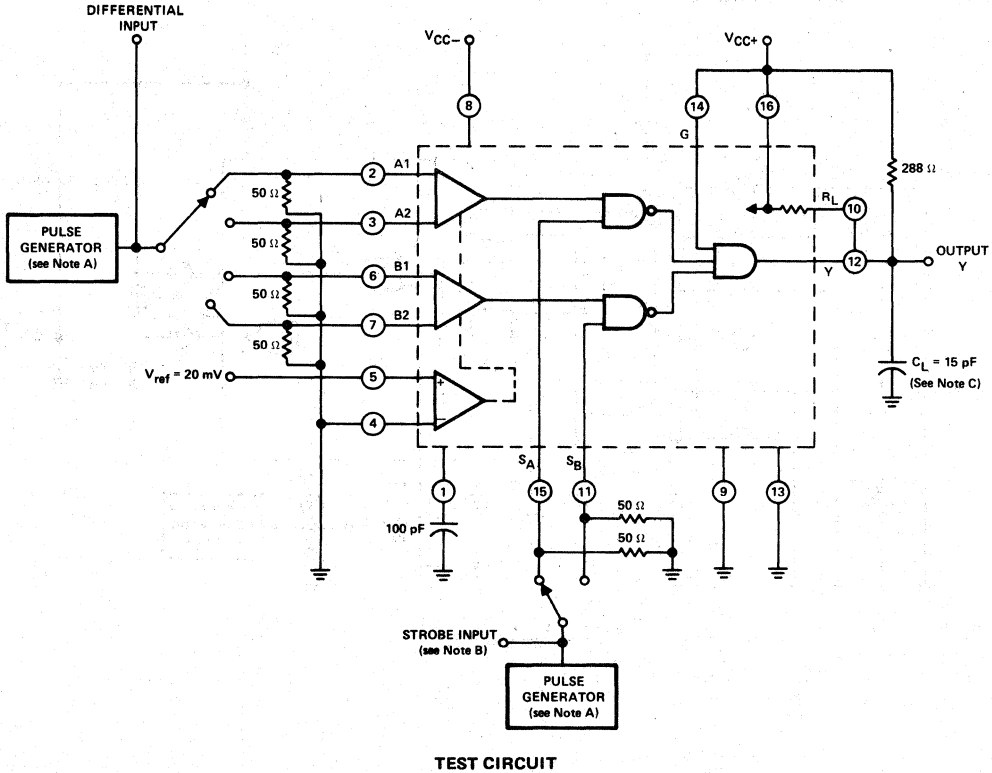 DIFFERENTIAL
INPUT
VCC−
VCC+
8
14
16
G
288 Ω
2
A1
50 Ω
RL
10
3
A2
PULSE
GENERATOR
(see Note A)
50 Ω
OUTPUT
Y
12
Y
6
B1
50 Ω
7
B2
50 Ω
CL = 15 pF
(See Note C)
Vref = 20 mV
5
+
4
−
SA
SB
1
15
11
9
13
50 Ω
100 pF
50 Ω
STROBE INPUT
(see Note B)
PULSE
GENERATOR
(see Note A)
TEST CIRCUIT